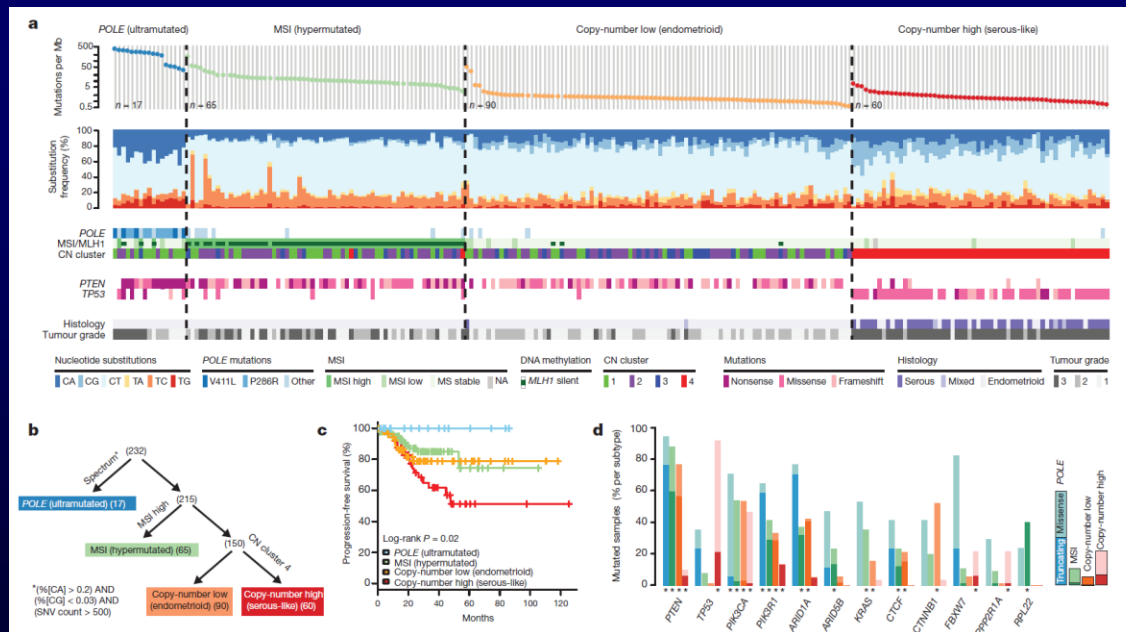 a
POLE (ultramutated) MSI (hypermutated) Copy-number low (endometrioid) Copy-number high (serous-like)
Mutations per Mb
500
50
5
0.5
n = 17 n = 65 n = 90 n = 60
Substitution frequency (%)
100
80
60
40
20
0
POLE
MSI/MLH1
CN cluster
PTEN
TP53
Histology
Tumour grade
Nucleotide substitutions POLE mutations MSI DNA methylation CN cluster Mutations Histology Tumour grade
CA CG CT TA TC TG V411L P286R Other MSI high MSI low MS stable NA MLH1 silent 1 2 3 4 Nonsense Missense Frameshift Serous Mixed Endometrioid 3 2 1
b
(232)
Spectrum*
POLE (ultramutated) (17)
(215)
MSI high
MSI (hypermutated) (65)
(150)
CN cluster 4
Copy-number low
(endometrioid) (90)
Copy-number high
(serous-like) (60)
*(%[CA] > 0.2) AND
(%[CG] < 0.03) AND
(SNV count > 500)
c
Progression-free survival (%)
100
80
60
40
20
0
Log-rank P = 0.02
POLE (ultramutated)
MSI (hypermutated)
Copy-number low (endometrioid)
Copy-number high (serous-like)
0 20 40 60 80 100 120
Months
d
Mutated samples (% per subtype)
100
80
60
40
20
0
**** * **** **** *** * * *** * * * *
PTEN TP53 PIK3CA PIK3R1 ARID1A ARID5B KRAS CTCF CTNNB1 FBXW7 PPP2R1A RPL22
Truncating Missense
POLE
MSI
Copy-number low
Copy-number high